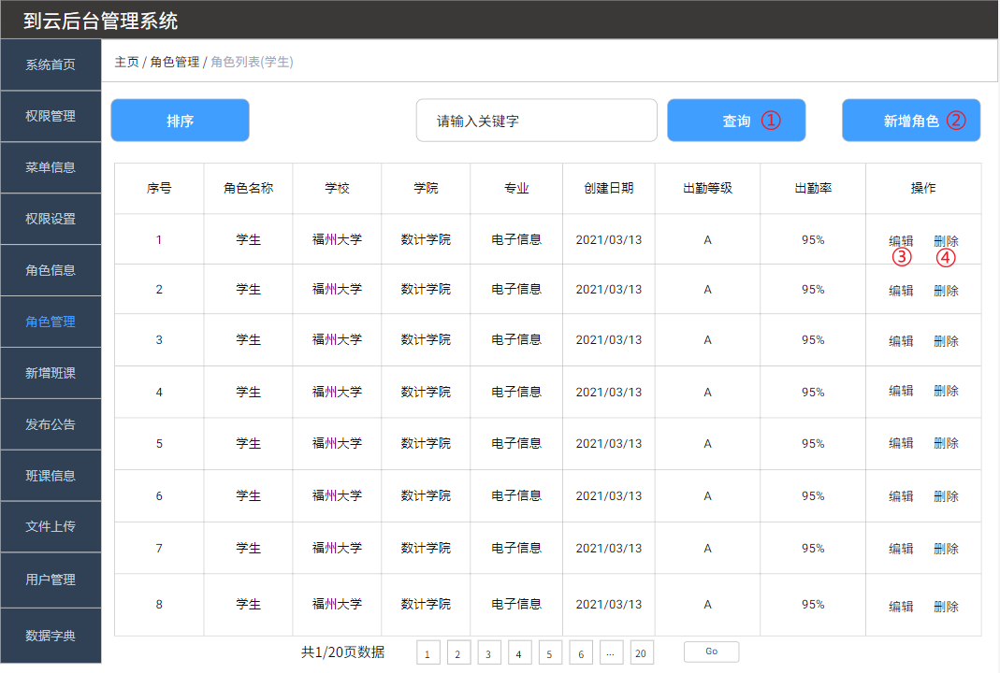 到云后台管理系统
系统首页
权限管理
菜单信息
权限设置
角色信息
角色管理
新增班课
发布公告
班课信息
文件上传
用户管理
数据字典
主页 / 角色管理 / 角色列表(学生)
排序 请输入关键字 查询 ① 新增角色 ②
序号 角色名称 学校 学院 专业 创建日期 出勤等级 出勤率 操作
1 学生 福州大学 数计学院 电子信息 2021/03/13 A 95% 编辑 删除
③ ④
2 学生 福州大学 数计学院 电子信息 2021/03/13 A 95% 编辑 删除
3 学生 福州大学 数计学院 电子信息 2021/03/13 A 95% 编辑 删除
4 学生 福州大学 数计学院 电子信息 2021/03/13 A 95% 编辑 删除
5 学生 福州大学 数计学院 电子信息 2021/03/13 A 95% 编辑 删除
6 学生 福州大学 数计学院 电子信息 2021/03/13 A 95% 编辑 删除
7 学生 福州大学 数计学院 电子信息 2021/03/13 A 95% 编辑 删除
8 学生 福州大学 数计学院 电子信息 2021/03/13 A 95% 编辑 删除
共1/20页数据 1 2 3 4 5 6 ... 20 Go